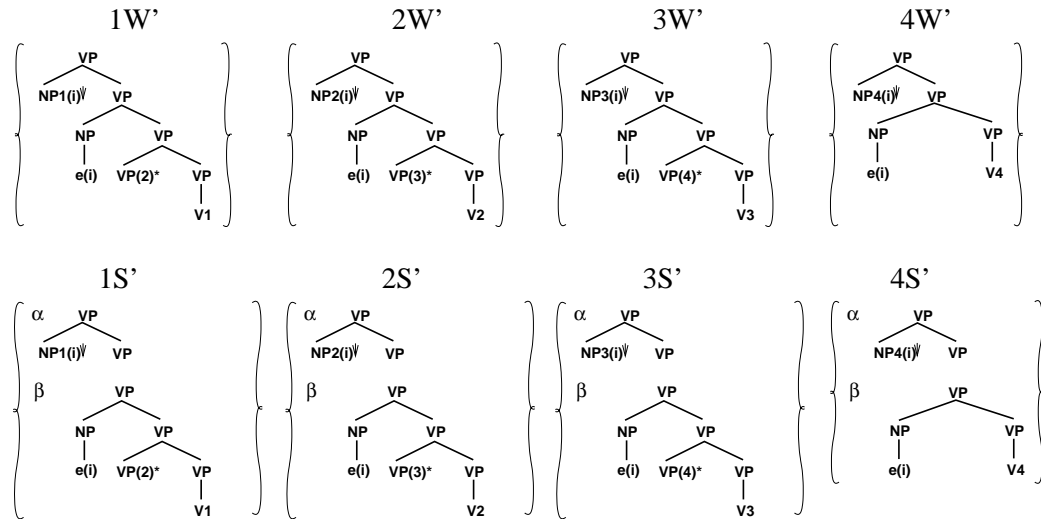 1W’ 2W’ 3W’ 4W’
VP VP VP VP
NP1(i)⇓ VP NP2(i)⇓ VP NP3(i)⇓ VP NP4(i)⇓ VP
NP VP NP VP NP VP NP VP
e(i) VP(2)* VP e(i) VP(3)* VP e(i) VP(4)* VP e(i) V4
V1 V2 V3
1S’ 2S’ 3S’ 4S’
α VP α VP α VP α VP
NP1(i)⇓ VP NP2(i)⇓ VP NP3(i)⇓ VP NP4(i)⇓ VP
β VP β VP β VP β VP
NP VP NP VP NP VP NP VP
e(i) VP(2)* VP e(i) VP(3)* VP e(i) VP(4)* VP e(i) V4
V1 V2 V3